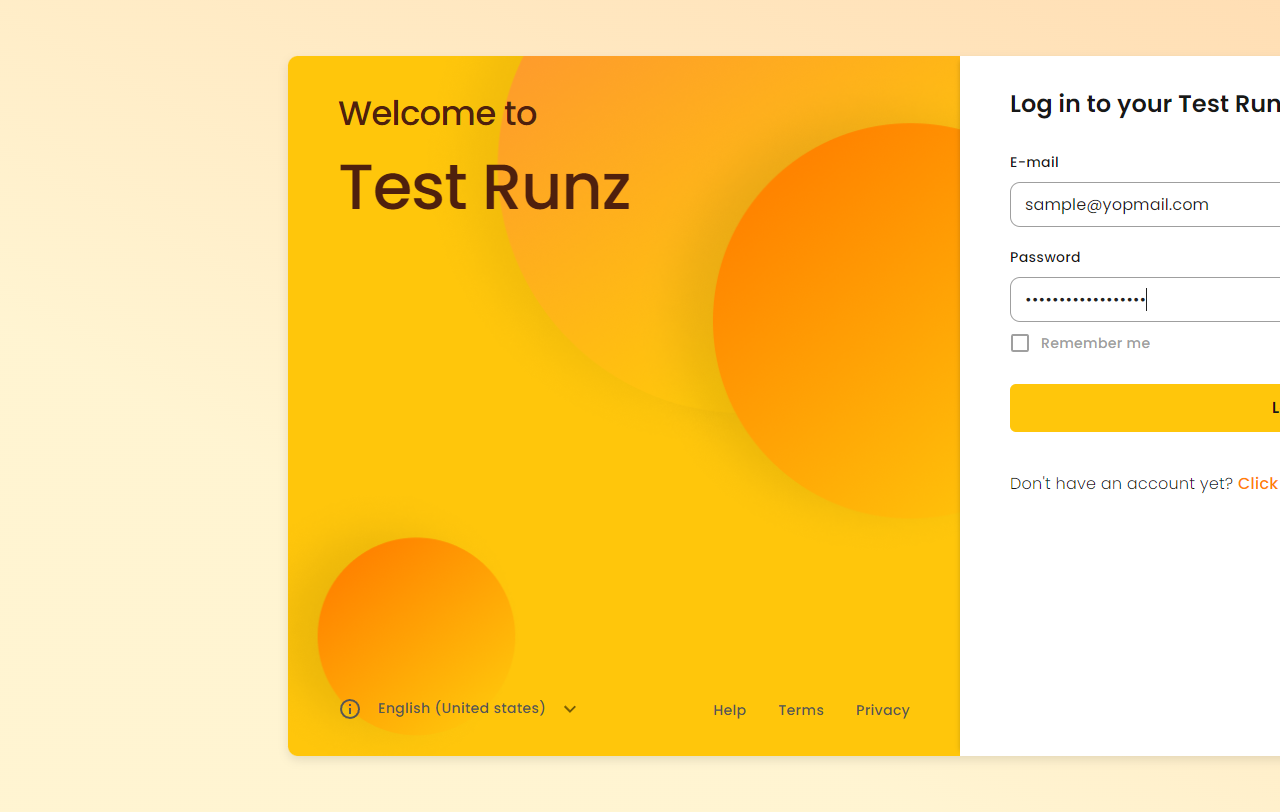 Welcome to
Test Runz
English (United states)
Help Terms Privacy
Log in to your Test Run
E-mail
sample@yopmail.com
Password
••••••••••••••••••
Remember me
L
Don't have an account yet? Click